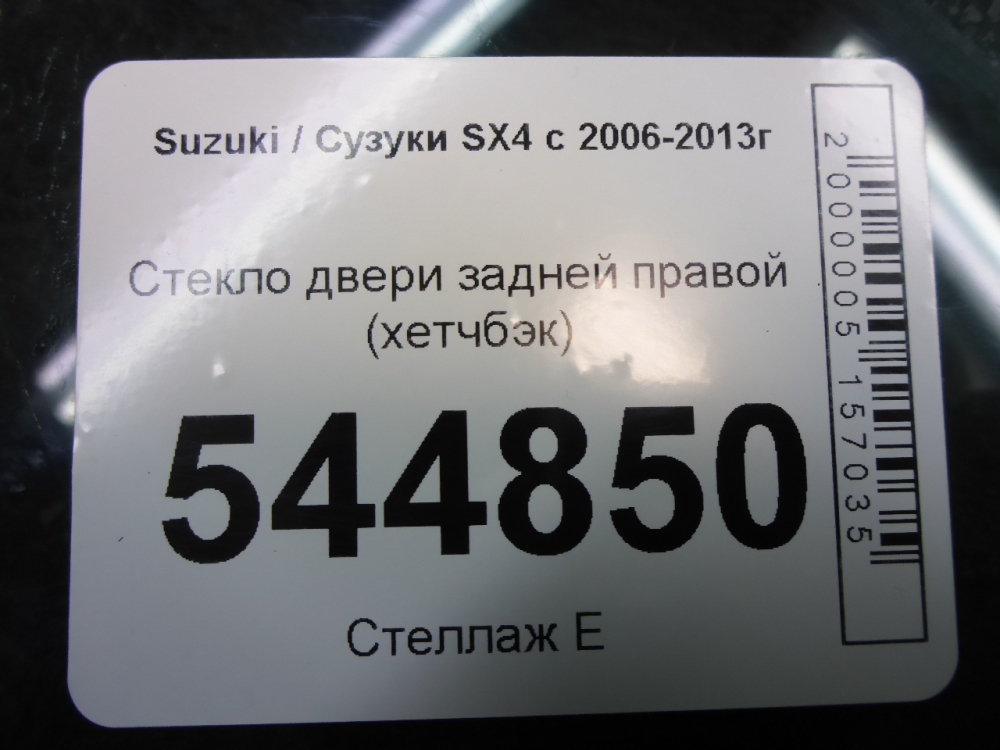 Suzuki / Сузуки SX4 с 2006-2013г
Стекло двери задней правой
(хетчбэк)
544850
Стеллаж Е
2000005157035